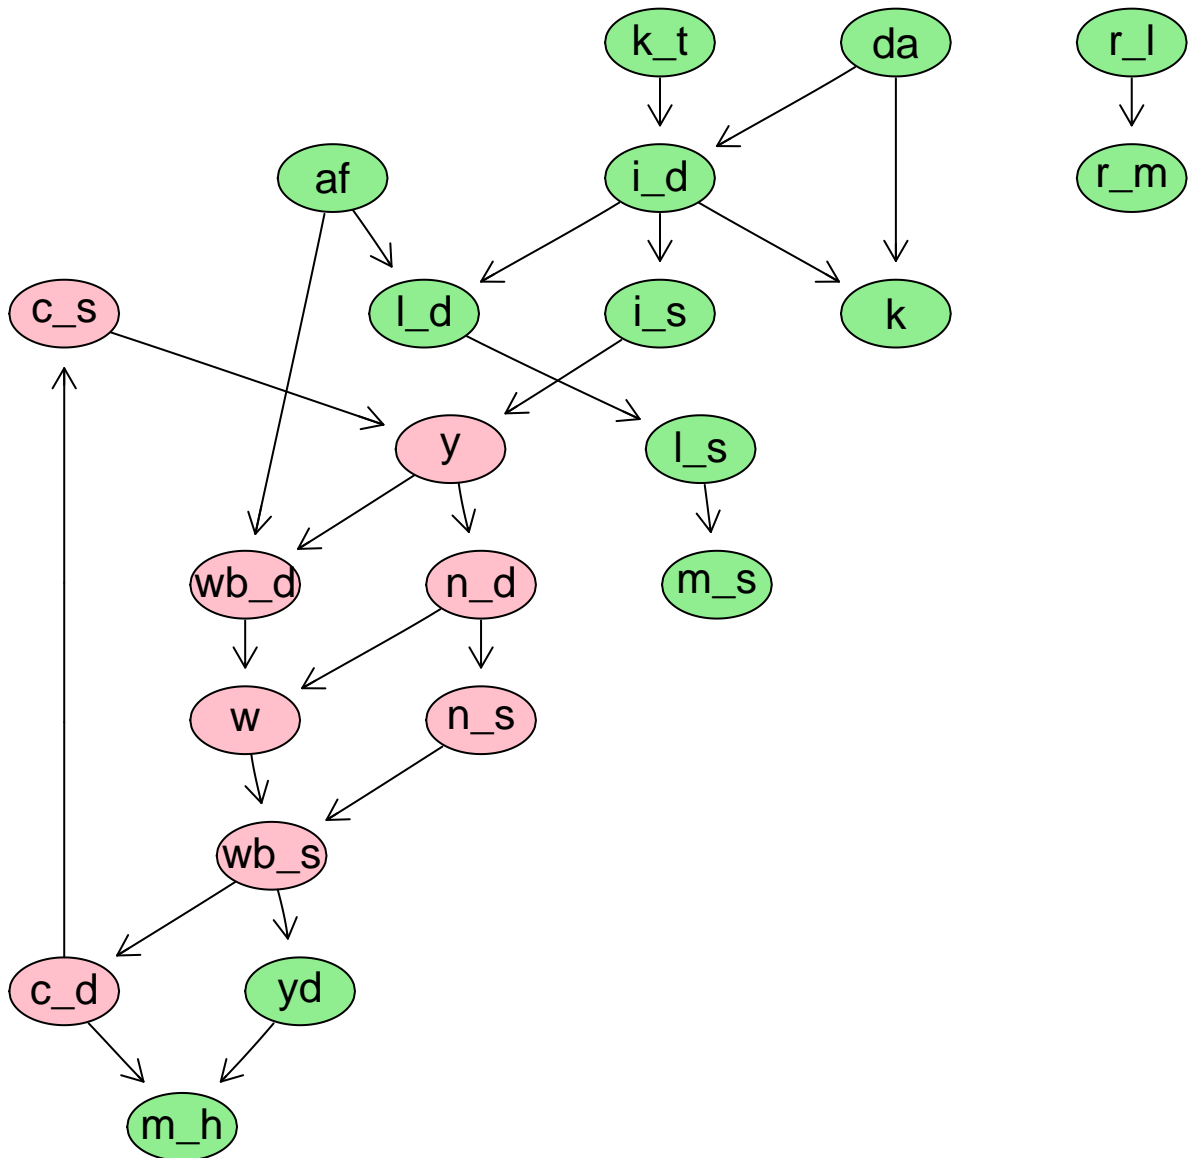 k_t
da
r_l
af
i_d
r_m
c_s
l_d
i_s
k
y
l_s
wb_d
n_d
m_s
w
n_s
wb_s
c_d
yd
m_h